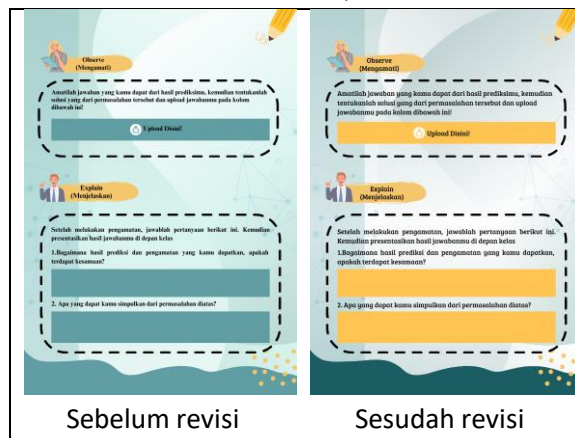 Observe
(Mengamati)
Amatilah jawaban yang kamu dapat dari hasil prediksimu, kemudian tentukanlah
solusi yang dari permasalahan tersebut dan upload jawabanmu pada kolom
dibawah ini!
Upload Disini!
Explain
(Menjelaskan)
Setelah melakukan pengamatan, jawablah pertanyaan berikut ini. Kemudian
presentasikan hasil jawabanmu di depan kelas
1.Bagaimana hasil prediksi dan pengamatan yang kamu dapatkan, apakah
terdapat kesamaan?
2. Apa yang dapat kamu simpulkan dari permasalahan diatas?
Sebelum revisi
Observe
(Mengamati)
Amatilah jawaban yang kamu dapat dari hasil prediksimu, kemudian
tentukanlah solusi yang dari permasalahan tersebut dan upload
jawabanmu pada kolom dibawah ini!
Upload Disini!
Explain
(Menjelaskan)
Setelah melakukan pengamatan, jawablah pertanyaan berikut ini.
Kemudian presentasikan hasil jawabanmu di depan kelas
1.Bagaimana hasil prediksi dan pengamatan yang kamu dapatkan,
apakah terdapat kesamaan?
2. Apa yang dapat kamu simpulkan dari permasalahan diatas?
Sesudah revisi